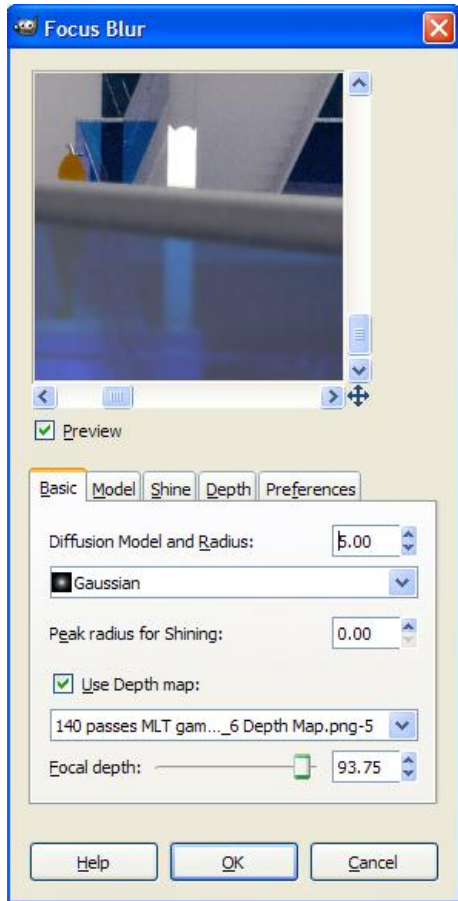 Focus Blur
Preview
Basic Model Shine Depth Preferences
Diffusion Model and Radius: 5.00
Gaussian
Peak radius for Shining: 0.00
Use Depth map:
140 passes MLT gam..._6 Depth Map.png-5
Focal depth: 93.75
Help OK Cancel